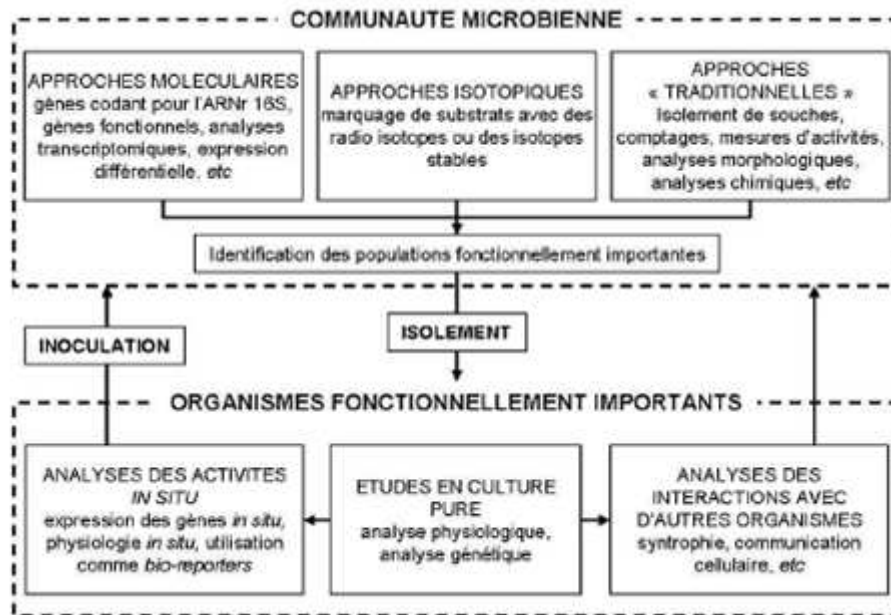 COMMUNAUTE MICROBIENNE
APPROCHES MOLECULAIRES
gènes codant pour l'ARNr 16S,
gènes fonctionnels, analyses
transcriptomiques, expression
différentielle, etc
APPROCHES ISOTOPIQUES
marquage de substrats avec des
radio isotopes ou des isotopes
stables
APPROCHES
« TRADITIONNELLES »
isolement de souches,
comptages, mesures d'activités,
analyses morphologiques,
analyses chimiques, etc
Identification des populations fonctionnellement importantes
INOCULATION
ISOLEMENT
ORGANISMES FONCTIONNELLEMENT IMPORTANTS
ANALYSES DES ACTIVITES
IN SITU
expression des gènes in situ,
physiologie in situ, utilisation
comme bio-reporters
ETUDES EN CULTURE
PURE
analyse physiologique,
analyse génétique
ANALYSES DES
INTERACTIONS AVEC
D'AUTRES ORGANISMES
syntrophie, communication
cellulaire, etc